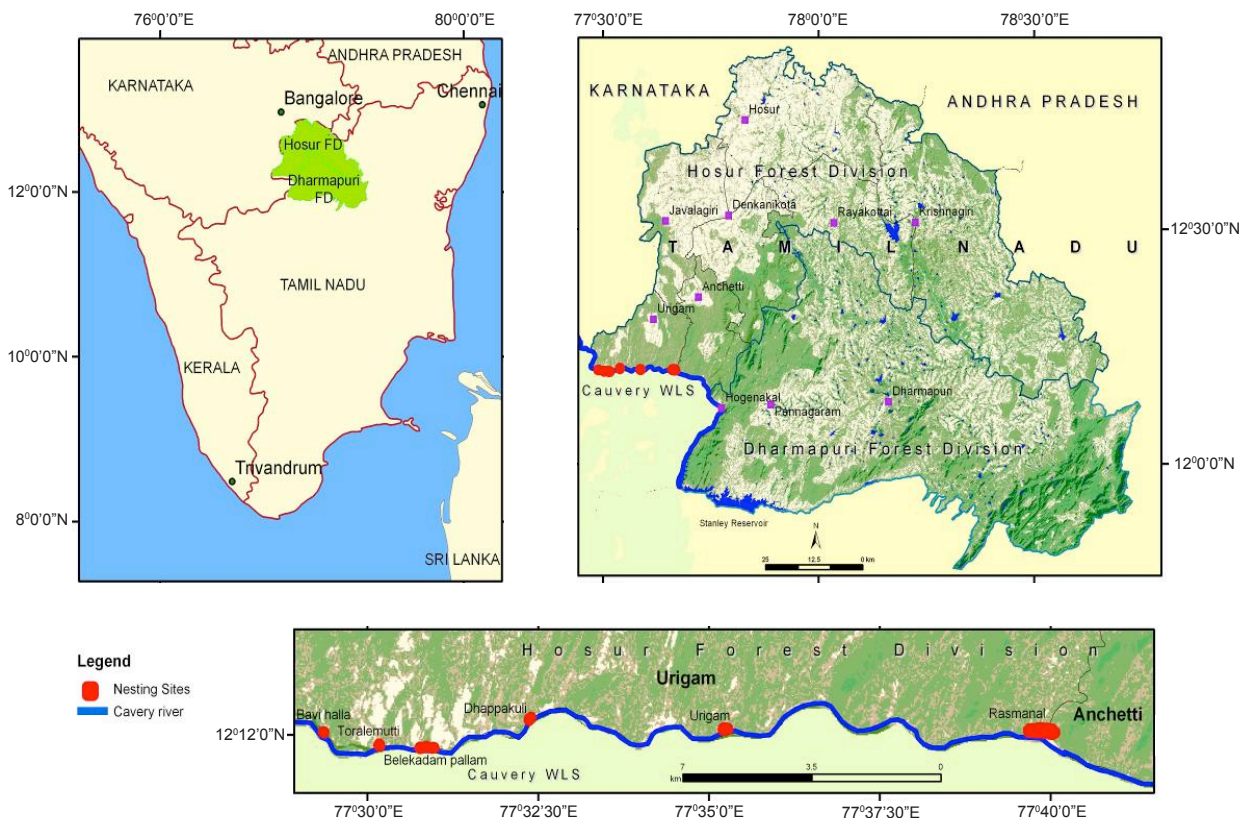 76°0'0"E
80°0'0"E
ANDHRA PRADESH
KARNATAKA
Bangalore
Chennai
Hosur FD
Dharmapuri
FD
12°0'0"N
TAMIL NADU
10°0'0"N
KERALA
Trivandrum
8°0'0"N
SRI LANKA
77°30'0"E
78°0'0"E
78°30'0"E
KARNATAKA
ANDHRA PRADESH
Hosur
Hosur Forest Division
Javalagiri
Denkanikota
Rayakottai
Krishnagiri
12°30'0"N
TAMIL NADU
Anchetti
Ungam
Cauvery WLS
Hogenakal
Pannagaram
Dharmapuri
Dharmapuri Forest Division
12°0'0"N
Stanley Reservoir
N
25 12.5 0 km
Legend
Nesting Sites
Cavery river
Hosur Forest Division
Urigam
Bavi halla
Toralemutti
Belekadam pallam
Dhappakuli
Urigam
Rasmanal
Anchetti
12°12'0"N
Cauvery WLS
7 3.5 0
km
77°30'0"E
77°32'30"E
77°35'0"E
77°37'30"E
77°40'0"E